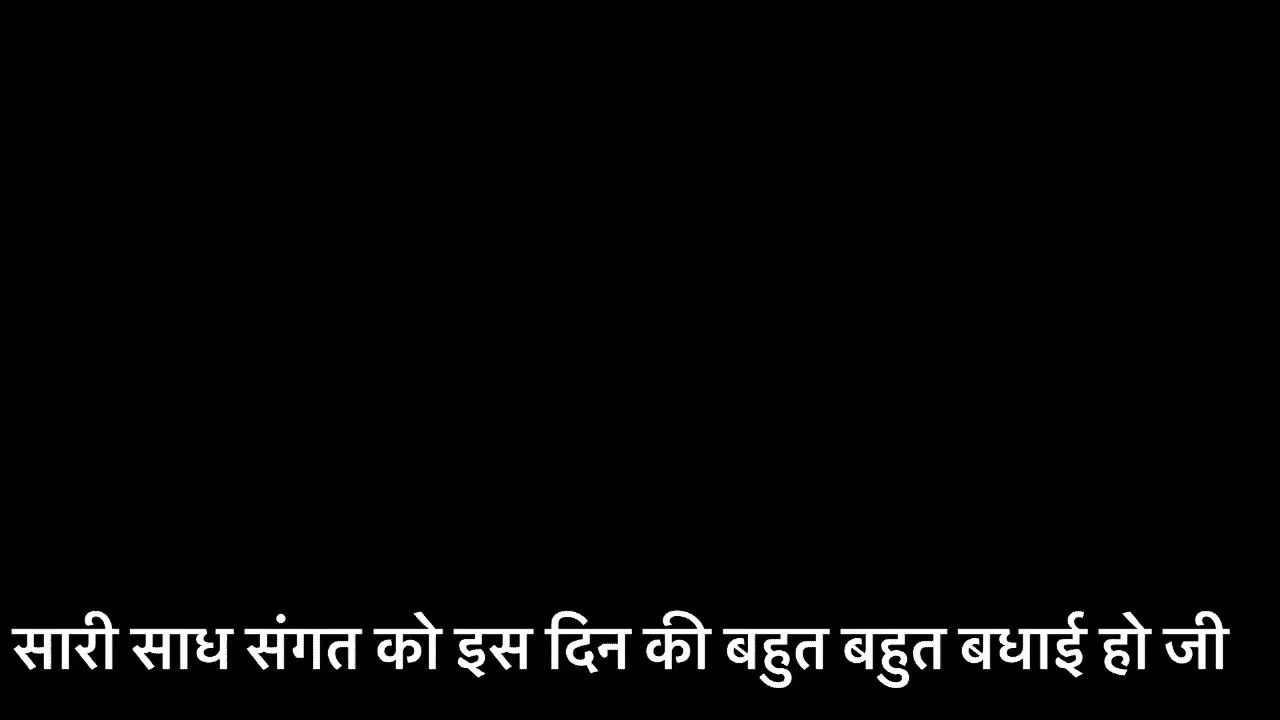 सारी साध संगत को इस दिन की बहुत बहुत बधाई हो जी